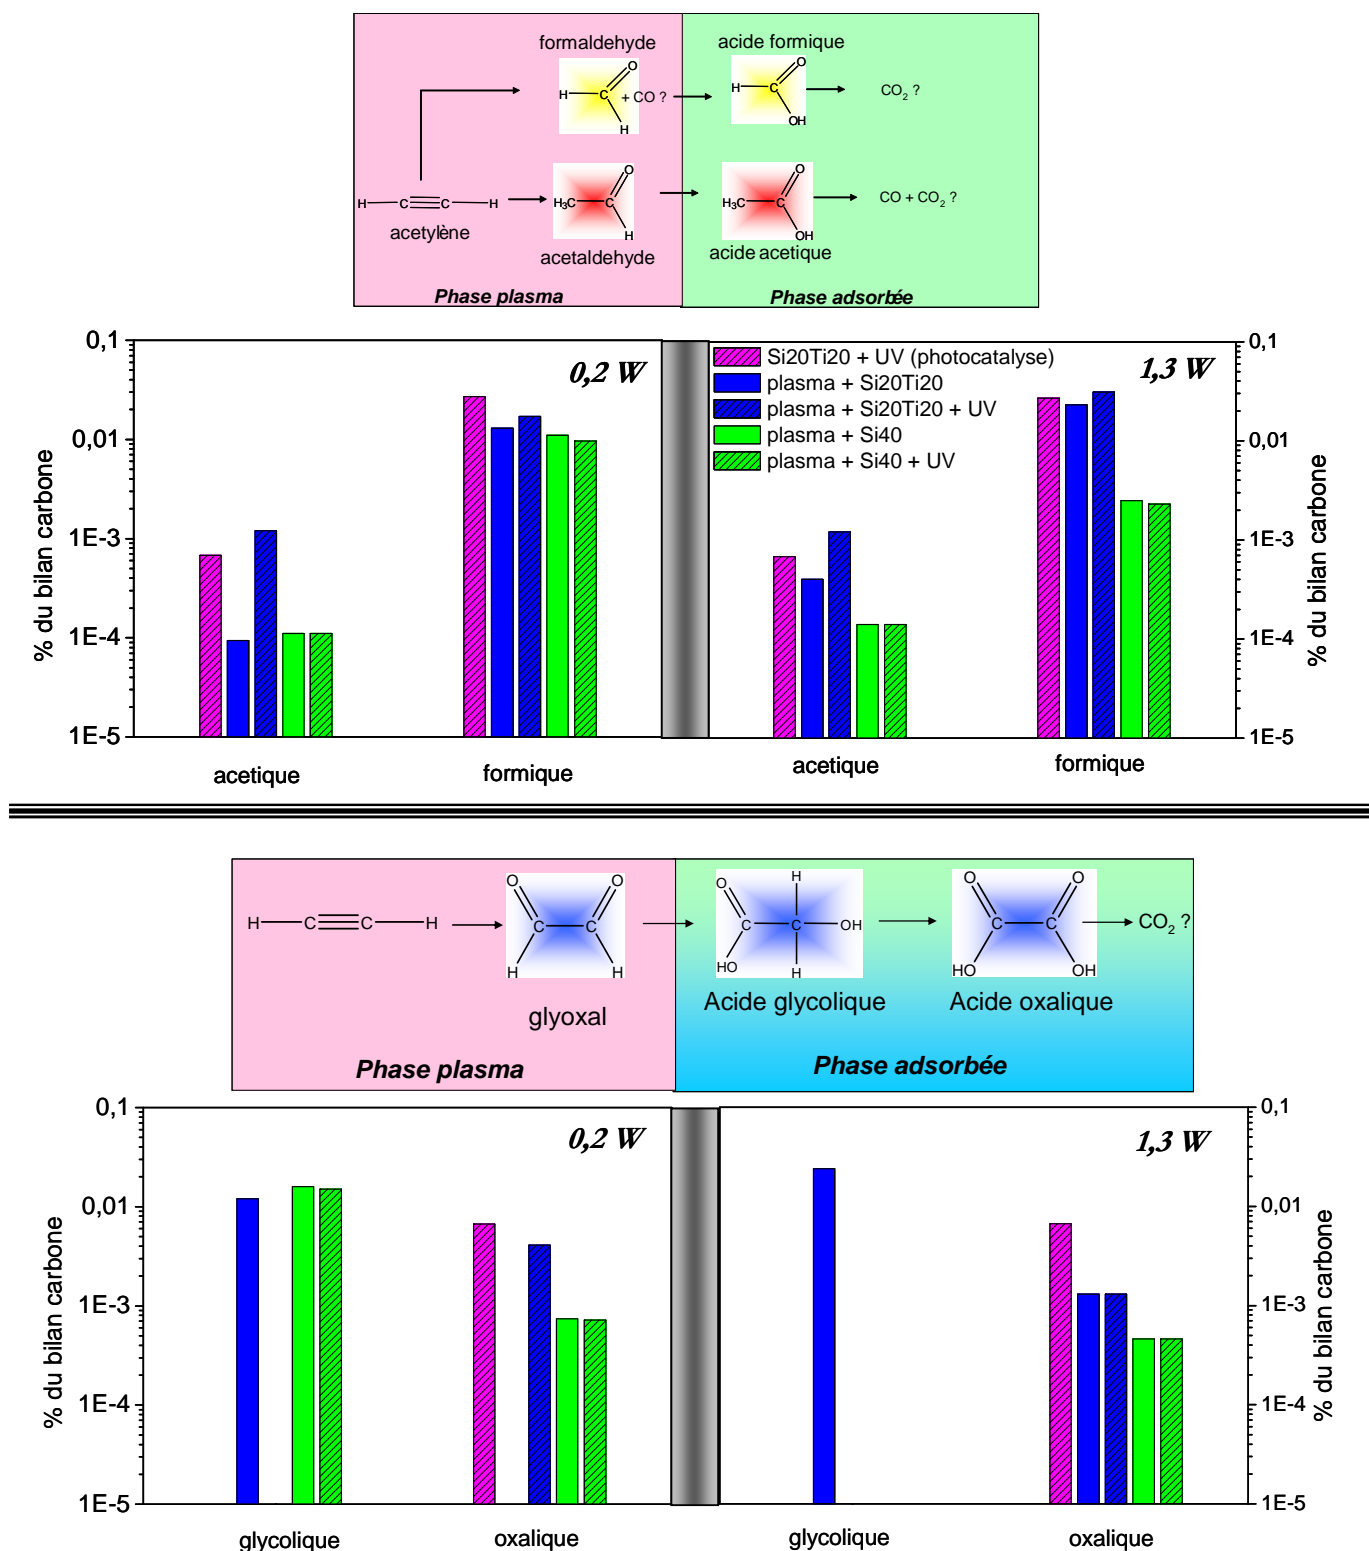 formaldehyde
acide formique
H C O H + CO ?
H C O OH
CO₂ ?
H C C H
acetylène
H₃C C O H
acetaldehyde
H₃C C O OH
acide acetique
CO + CO₂ ?
Phase plasma
Phase adsorbée
0,1
0,01
1E-3
1E-4
1E-5
% du bilan carbone
0,2 W
acetique
formique
Si20Ti20 + UV (photocatalyse)
plasma + Si20Ti20
plasma + Si20Ti20 + UV
plasma + Si40
plasma + Si40 + UV
1,3 W
acetique
formique
0,1
0,01
1E-3
1E-4
1E-5
% du bilan carbone
H C C H
O O C C H H
glyoxal
O C HO H C H OH
Acide glycolique
O O C C HO OH
Acide oxalique
CO₂ ?
Phase plasma
Phase adsorbée
0,1
0,01
1E-3
1E-4
1E-5
% du bilan carbone
0,2 W
glycolique
oxalique
1,3 W
glycolique
oxalique
0,1
0,01
1E-3
1E-4
1E-5
% du bilan carbone